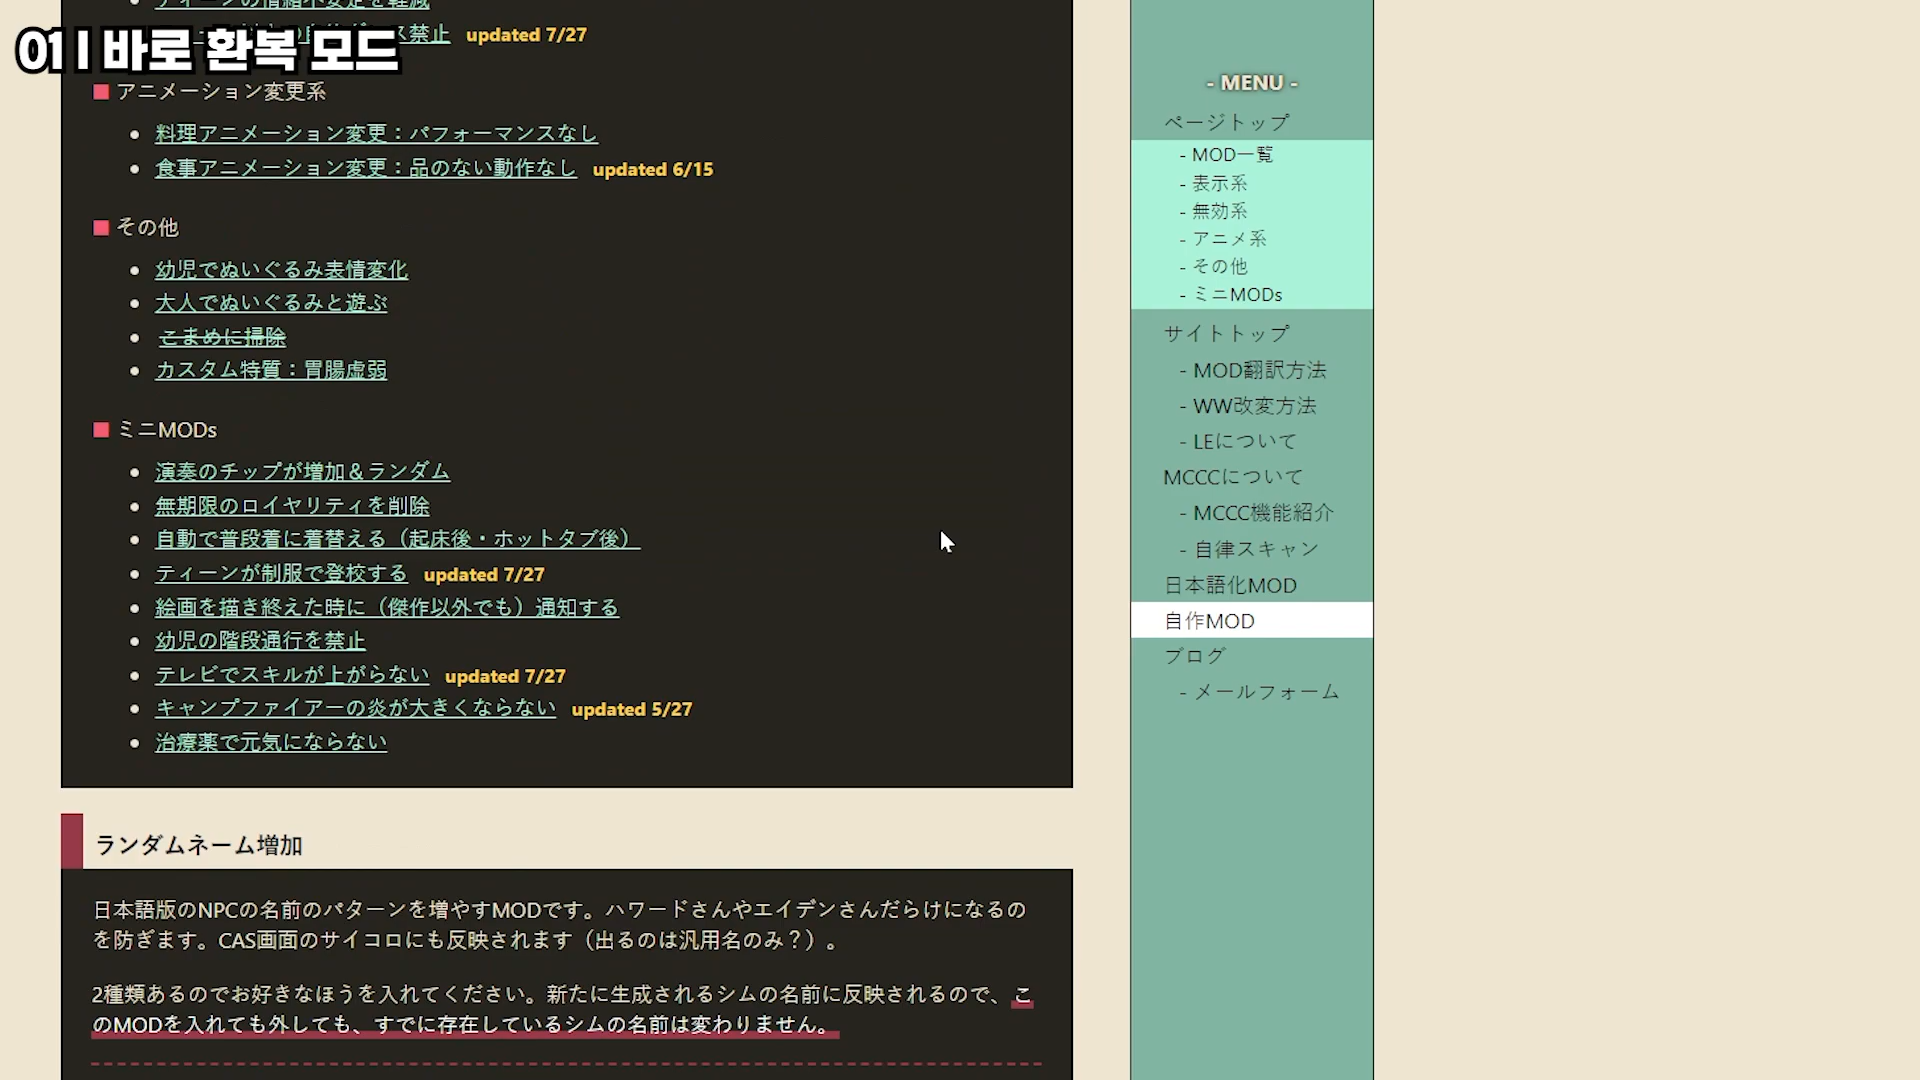 01 | 바로 환복 모드
ティーンの情緒不安定を軽減
ス禁止 updated 7/27
アニメーション変更系
料理アニメーション変更：パフォーマンスなし
食事アニメーション変更：品のない動作なし updated 6/15
その他
幼児でぬいぐるみ表情変化
大人でぬいぐるみと遊ぶ
こまめに掃除
カスタム特質：胃腸虚弱
ミニMODs
演奏のチップが増加＆ランダム
無期限のロイヤリティを削除
自動で普段着に着替える（起床後・ホットタブ後）
ティーンが制服で登校する updated 7/27
絵画を描き終えた時に（傑作以外でも）通知する
幼児の階段通行を禁止
テレビでスキルが上がらない updated 7/27
キャンプファイアーの炎が大きくならない updated 5/27
治療薬で元気にならない
ランダムネーム増加
日本語版のNPCの名前のパターンを増やすMODです。ハワードさんやエイデンさんだらけになるの
を防ぎます。CAS画面のサイコロにも反映されます（出るのは汎用名のみ？）。
2種類あるのでお好きなほうを入れてください。新たに生成されるシムの名前に反映されるので、こ
のMODを入れても外しても、すでに存在しているシムの名前は変わりません。
- MENU -
ページトップ
- MOD一覧
- 表示系
- 無効系
- アニメ系
- その他
- ミニMODs
サイトトップ
- MOD翻訳方法
- WW改変方法
- LEについて
MCCCについて
- MCCC機能紹介
- 自律スキャン
日本語化MOD
自作MOD
ブログ
- メールフォーム